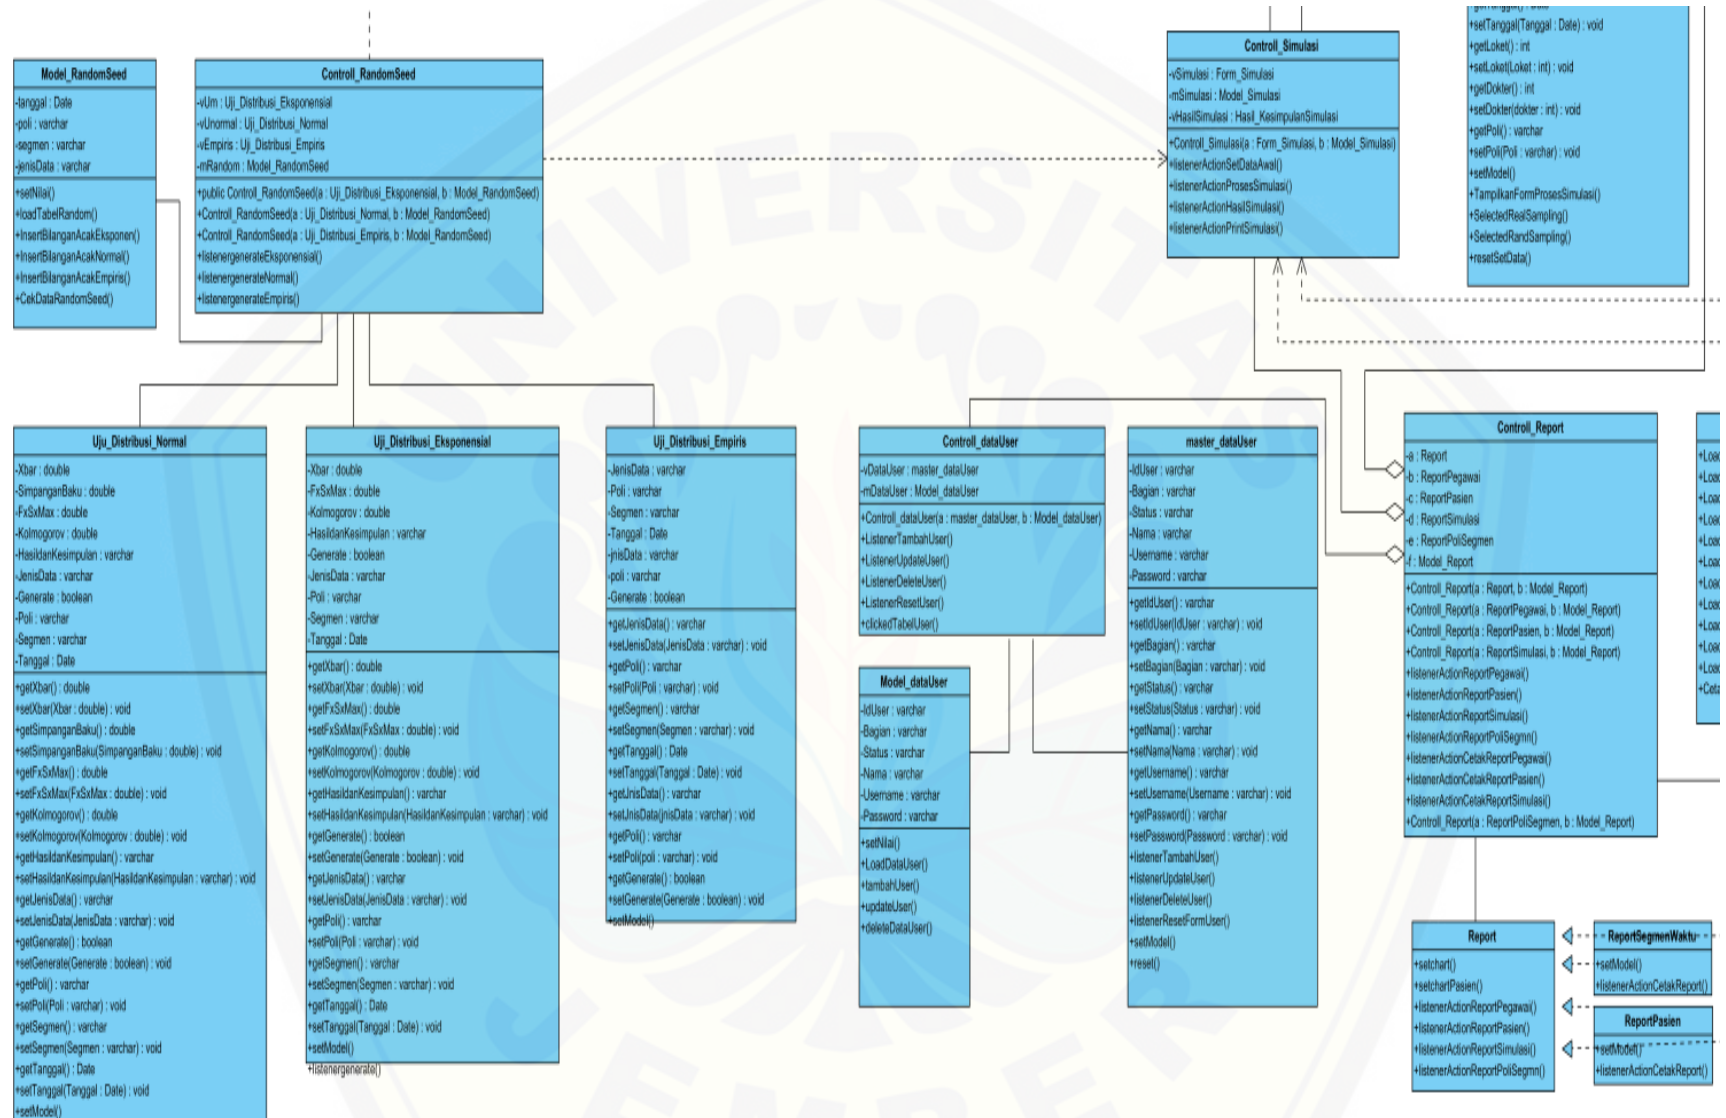 Model_RandomSeed
-tanggal : Date
-poli : varchar
-segmen : varchar
-jenisData : varchar
+setNilai()
+loadTabelRandom()
+InsertBilanganAcakEksponen()
+InsertBilanganAcakNormal()
+InsertBilanganAcakEmpiris()
+CekDataRandomSeed()
Controll_RandomSeed
-vUm : Uji_Distribusi_Eksponensial
-vUnormal : Uji_Distribusi_Normal
-vEmpiris : Uji_Distribusi_Empiris
-mRandom : Model_RandomSeed
+public Control_RandomSeed(a : Uji_Distribusi_Eksponensial, b : Model_RandomSeed)
+Controll_RandomSeed(a : Uji_Distribusi_Normal, b : Model_RandomSeed)
+Controll_RandomSeed(a : Uji_Distribusi_Empiris, b : Model_RandomSeed)
+listenergenerateEksponensial()
+listenergenerateNormal()
+listenergenerateEmpiris()
Controll_Simulasi
-vSimulasi : Form_Simulasi
-mSimulasi : Model_Simulasi
-vHasilSimulasi : Hasil_KesimpulanSimulasi
+Controll_Simulasi(a : Form_Simulasi, b : Model_Simulasi)
+listenerActionSetDataAwal()
+listenerActionProsesSimulasi()
+listenerActionHasilSimulasi()
+listenerActionPrintSimulasi()
+setTanggal(Tanggal : Date) : void
+getLoket() : int
+setLoket(Loket : int) : void
+getDokter() : int
+setDokter(dokter : int) : void
+getPoli() : varchar
+setPoli(Poli : varchar) : void
+setModel()
+TampilkanFormProsesSimulasi()
+SelectedRealSampling()
+SelectedRandSampling()
+resetSetData()
Uju_Distribusi_Normal
-Xbar : double
-SimpanganBaku : double
-FxSxMax : double
-Kolmogorov : double
-HasildanKesimpulan : varchar
-JenisData : varchar
-Generate : boolean
-Poli : varchar
-Segmen : varchar
-Tanggal : Date
+getXbar() : double
+setXbar(Xbar : double) : void
+getSimpanganBaku() : double
+setSimpanganBaku(SimpanganBaku : double) : void
+getFxSxMax() : double
+setFxSxMax(FxSxMax : double) : void
+getKolmogorov() : double
+setKolmogorov(Kolmogorov : double) : void
+getHasildanKesimpulan() : varchar
+setHasildanKesimpulan(HasildanKesimpulan : varchar) : void
+getJenisData() : varchar
+setJenisData(JenisData : varchar) : void
+getGenerate() : boolean
+setGenerate(Generate : boolean) : void
+getPoli() : varchar
+setPoli(Poli : varchar) : void
+getSegmen() : varchar
+setSegmen(Segmen : varchar) : void
+getTanggal() : Date
+setTanggal(Tanggal : Date) : void
+setModel()
Uji_Distribusi_Eksponensial
-Xbar : double
-FxSxMax : double
-Kolmogorov : double
-HasildanKesimpulan : varchar
-Generate : boolean
-JenisData : varchar
-Poli : varchar
-Segmen : varchar
-Tanggal : Date
+getXbar() : double
+setXbar(Xbar : double) : void
+getFxSxMax() : double
+setFxSxMax(FxSxMax : double) : void
+getKolmogorov() : double
+setKolmogorov(Kolmogorov : double) : void
+getHasildanKesimpulan() : varchar
+setHasildanKesimpulan(HasildanKesimpulan : varchar) : void
+getGenerate() : boolean
+setGenerate(Generate : boolean) : void
+getJenisData() : varchar
+setJenisData(JenisData : varchar) : void
+getPoli() : varchar
+setPoli(Poli : varchar) : void
+getSegmen() : varchar
+setSegmen(Segmen : varchar) : void
+getTanggal() : Date
+setTanggal(Tanggal : Date) : void
+setModel()
+listenergenerate()
Uji_Distribusi_Empiris
-JenisData : varchar
-Poli : varchar
-Segmen : varchar
-Tanggal : Date
-jnisData : varchar
-poli : varchar
-Generate : boolean
+getJenisData() : varchar
+setJenisData(JenisData : varchar) : void
+getPoli() : varchar
+setPoli(Poli : varchar) : void
+getSegmen() : varchar
+setSegmen(Segmen : varchar) : void
+getTanggal() : Date
+setTanggal(Tanggal : Date) : void
+getJnisData() : varchar
+setJnisData(jnisData : varchar) : void
+getPoli() : varchar
+setPoli(poli : varchar) : void
+getGenerate() : boolean
+setGenerate(Generate : boolean) : void
+setModel()
Controll_dataUser
-vDataUser : master_dataUser
-mDataUser : Model_dataUser
+Controll_dataUser(a : master_dataUser, b : Model_dataUser)
+ListenerTambahUser()
+ListenerUpdateUser()
+ListenerDeleteUser()
+ListenerResetUser()
+clickedTabelUser()
Model_dataUser
-IdUser : varchar
-Bagian : varchar
-Status : varchar
-Nama : varchar
-Username : varchar
-Password : varchar
+setNilai()
+LoadDataUser()
+tambahUser()
+updateUser()
+deleteDataUser()
master_dataUser
-IdUser : varchar
-Bagian : varchar
-Status : varchar
-Nama : varchar
-Username : varchar
-Password : varchar
+getIdUser() : varchar
+setIdUser(IdUser : varchar) : void
+getBagian() : varchar
+setBagian(Bagian : varchar) : void
+getStatus() : varchar
+setStatus(Status : varchar) : void
+getNama() : varchar
+setNama(Nama : varchar) : void
+getUsername() : varchar
+setUsername(Username : varchar) : void
+getPassword() : varchar
+setPassword(Password : varchar) : void
+listenerTambahUser()
+listenerUpdateUser()
+listenerDeleteUser()
+listenerResetFormUser()
+setModel()
+reset()
Controll_Report
-a : Report
-b : ReportPegawai
-c : ReportPasien
-d : ReportSimulasi
-e : ReportPoliSegmen
-f : Model_Report
+Controll_Report(a : Report, b : Model_Report)
+Controll_Report(a : ReportPegawai, b : Model_Report)
+Controll_Report(a : ReportPasien, b : Model_Report)
+Controll_Report(a : ReportSimulasi, b : Model_Report)
+listenerActionReportPegawai()
+listenerActionReportPasien()
+listenerActionReportSimulasi()
+listenerActionReportPoliSegmn()
+listenerActionCetakReportPegawai()
+listenerActionCetakReportPasien()
+listenerActionCetakReportSimulasi()
+Controll_Report(a : ReportPoliSegmen, b : Model_Report)
Report
+setchart()
+setchartPasien()
+listenerActionReportPegawai()
+listenerActionReportPasien()
+listenerActionReportSimulasi()
+listenerActionReportPoliSegmn()
ReportSegmenWaktu
+setModel()
+listenerActionCetakReport()
ReportPasien
+setModel()
+listenerActionCetakReport()
UNIVERSITAS
JEMBER